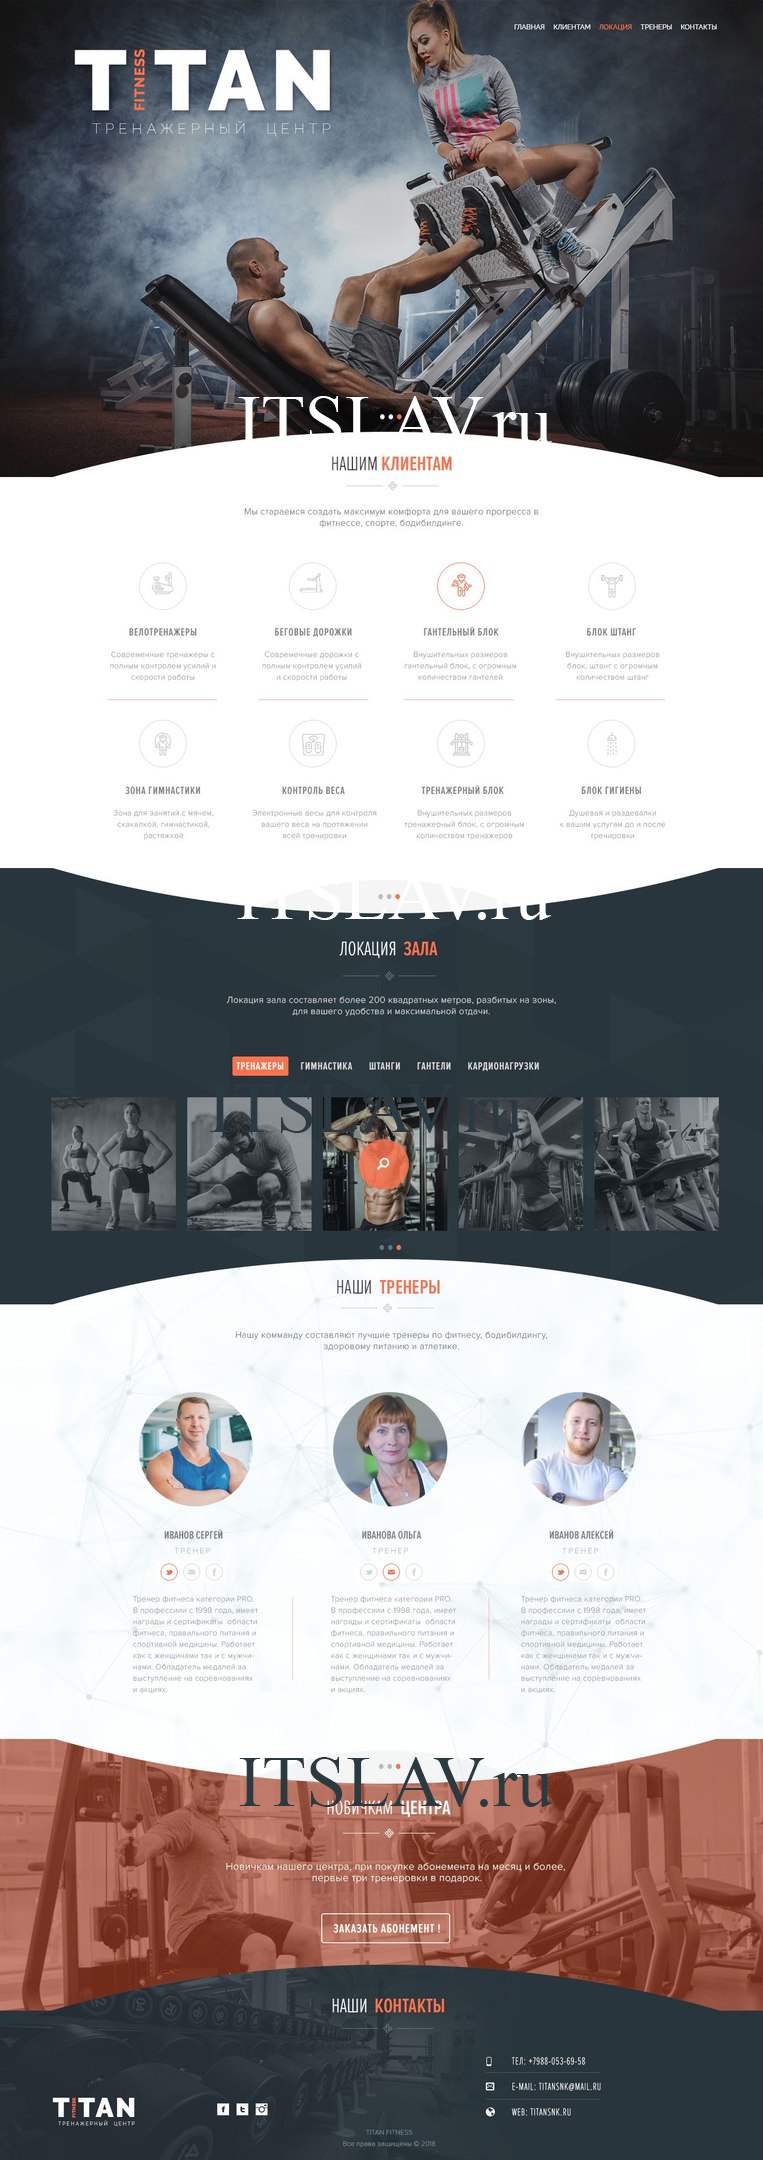 ГЛАВНАЯ КЛИЕНТАМ ЛОКАЦИЯ ТРЕНЕРЫ КОНТАКТЫ
TITAN
FITNESS
ТРЕНАЖЕРНЫЙ ЦЕНТР
ITSLAV.ru
НАШИМ КЛИЕНТАМ
Мы стараемся создать максимум комфорта для вашего прогресса в
фитнессе, спорте, бодибилдинге.
ВЕЛОТРЕНАЖЕРЫ
Современные тренажеры с
полным контролем усилий и
скорости работы
БЕГОВЫЕ ДОРОЖКИ
Современные дорожки с
полным контролем усилий
и скорости работы
ГАНТЕЛЬНЫЙ БЛОК
Внушительных размеров
гантельный блок, с огромным
количеством гантелей
БЛОК ШТАНГ
Внушительных размеров
блок, штанг с огромным
количеством штанг
ЗОНА ГИМНАСТИКИ
Зона для занятий с мячем,
скакалкой, гимнастикой,
растяжкой
КОНТРОЛЬ ВЕСА
Электронные весы для контроля
вашего веса на протяжении
всей тренировки
ТРЕНАЖЕРНЫЙ БЛОК
Внушительных размеров
тренажерный блок, с огромным
количеством тренажеров
БЛОК ГИГИЕНЫ
Душевая и раздевалки
к вашим услугам до и после
тренировки
ITSLAV.ru
ЛОКАЦИЯ ЗАЛА
Локация зала составляет более 200 квадратных метров, разбитых на зоны,
для вашего удобства и максимальной отдачи.
ТРЕНАЖЕРЫ ГИМНАСТИКА ШТАНГИ ГАНТЕЛИ КАРДИОНАГРУЗКИ
ITSLAV.ru
НАШИ ТРЕНЕРЫ
Нашу комманду составляют лучшие тренеры по фитнесу, бодибилдингу,
здоровому питанию и атлетике.
ИВАНОВ СЕРГЕЙ
ТРЕНЕР
Тренер фитнеса категории PRO.
В профессиии с 1998 года, имеет
награды и сертификаты области
фитнеса, правильного питания и
спортивной медицины. Работает
как с женщинами так и с мужчи-
нами. Обладатель медалей за
выступление на соревнованиях
и акциях.
ИВАНОВА ОЛЬГА
ТРЕНЕР
Тренер фитнеса категории PRO.
В профессиии с 1998 года, имеет
награды и сертификаты области
фитнеса, правильного питания и
спортивной медицины. Работает
как с женщинами так и с мужчи-
нами. Обладатель медалей за
выступление на соревнованиях
и акциях.
ИВАНОВ АЛЕКСЕЙ
ТРЕНЕР
Тренер фитнеса категории PRO.
В профессиии с 1998 года, имеет
награды и сертификаты области
фитнеса, правильного питания и
спортивной медицины. Работает
как с женщинами так и с мужчи-
нами. Обладатель медалей за
выступление на соревнованиях
и акциях.
ITSLAV.ru
НОВИЧКАМ ЦЕНТРА
Новичкам нашего центра, при покупке абонемента на месяц и более,
первые три тренировки в подарок.
ЗАКАЗАТЬ АБОНЕМЕНТ !
НАШИ КОНТАКТЫ
ТЕЛ: +7988-053-69-58
E-MAIL: TITANSNK@MAIL.RU
WEB: TITANSNK.RU
TITAN
FITNESS
ТРЕНАЖЕРНЫЙ ЦЕНТР
TITAN FITNESS
Все права защищены © 2016